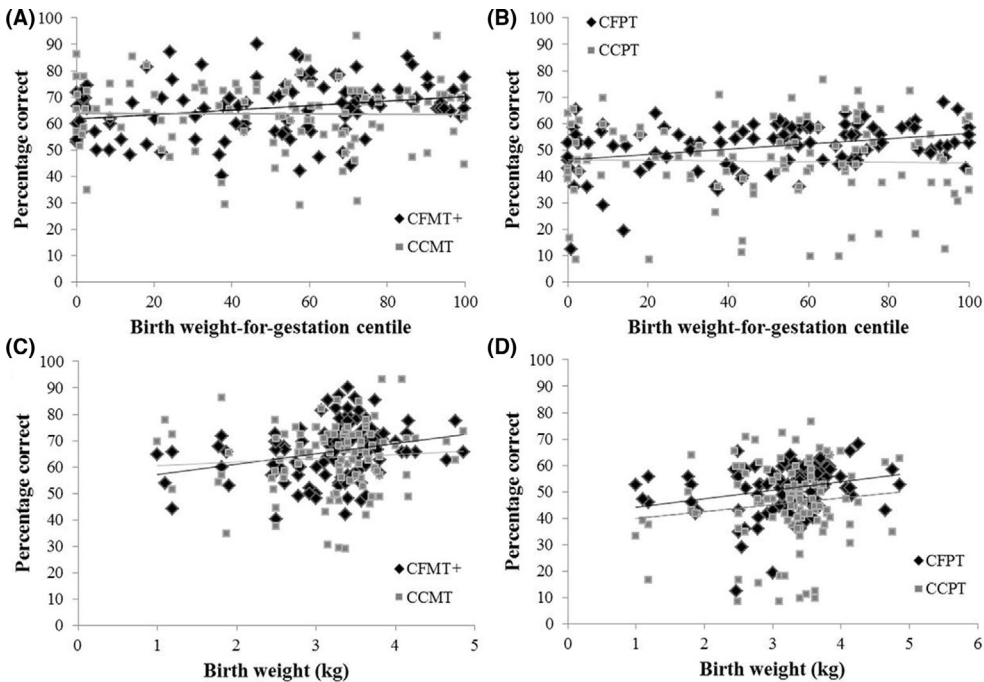 (A)
100
90
80
70
60
50
40
30
20
10
0
Percentage correct
CFMT+
CCMT
0 20 40 60 80 100
Birth weight-for-gestation centile
(B)
100
90
80
70
60
50
40
30
20
10
0
Percentage correct
CFPT
CCPT
0 20 40 60 80 100
Birth weight-for-gestation centile
(C)
100
90
80
70
60
50
40
30
20
10
0
Percentage correct
CFMT+
CCMT
0 1 2 3 4 5
Birth weight (kg)
(D)
100
90
80
70
60
50
40
30
20
10
0
Percentage correct
CFPT
CCPT
0 2 3 4 5 6
Birth weight (kg)